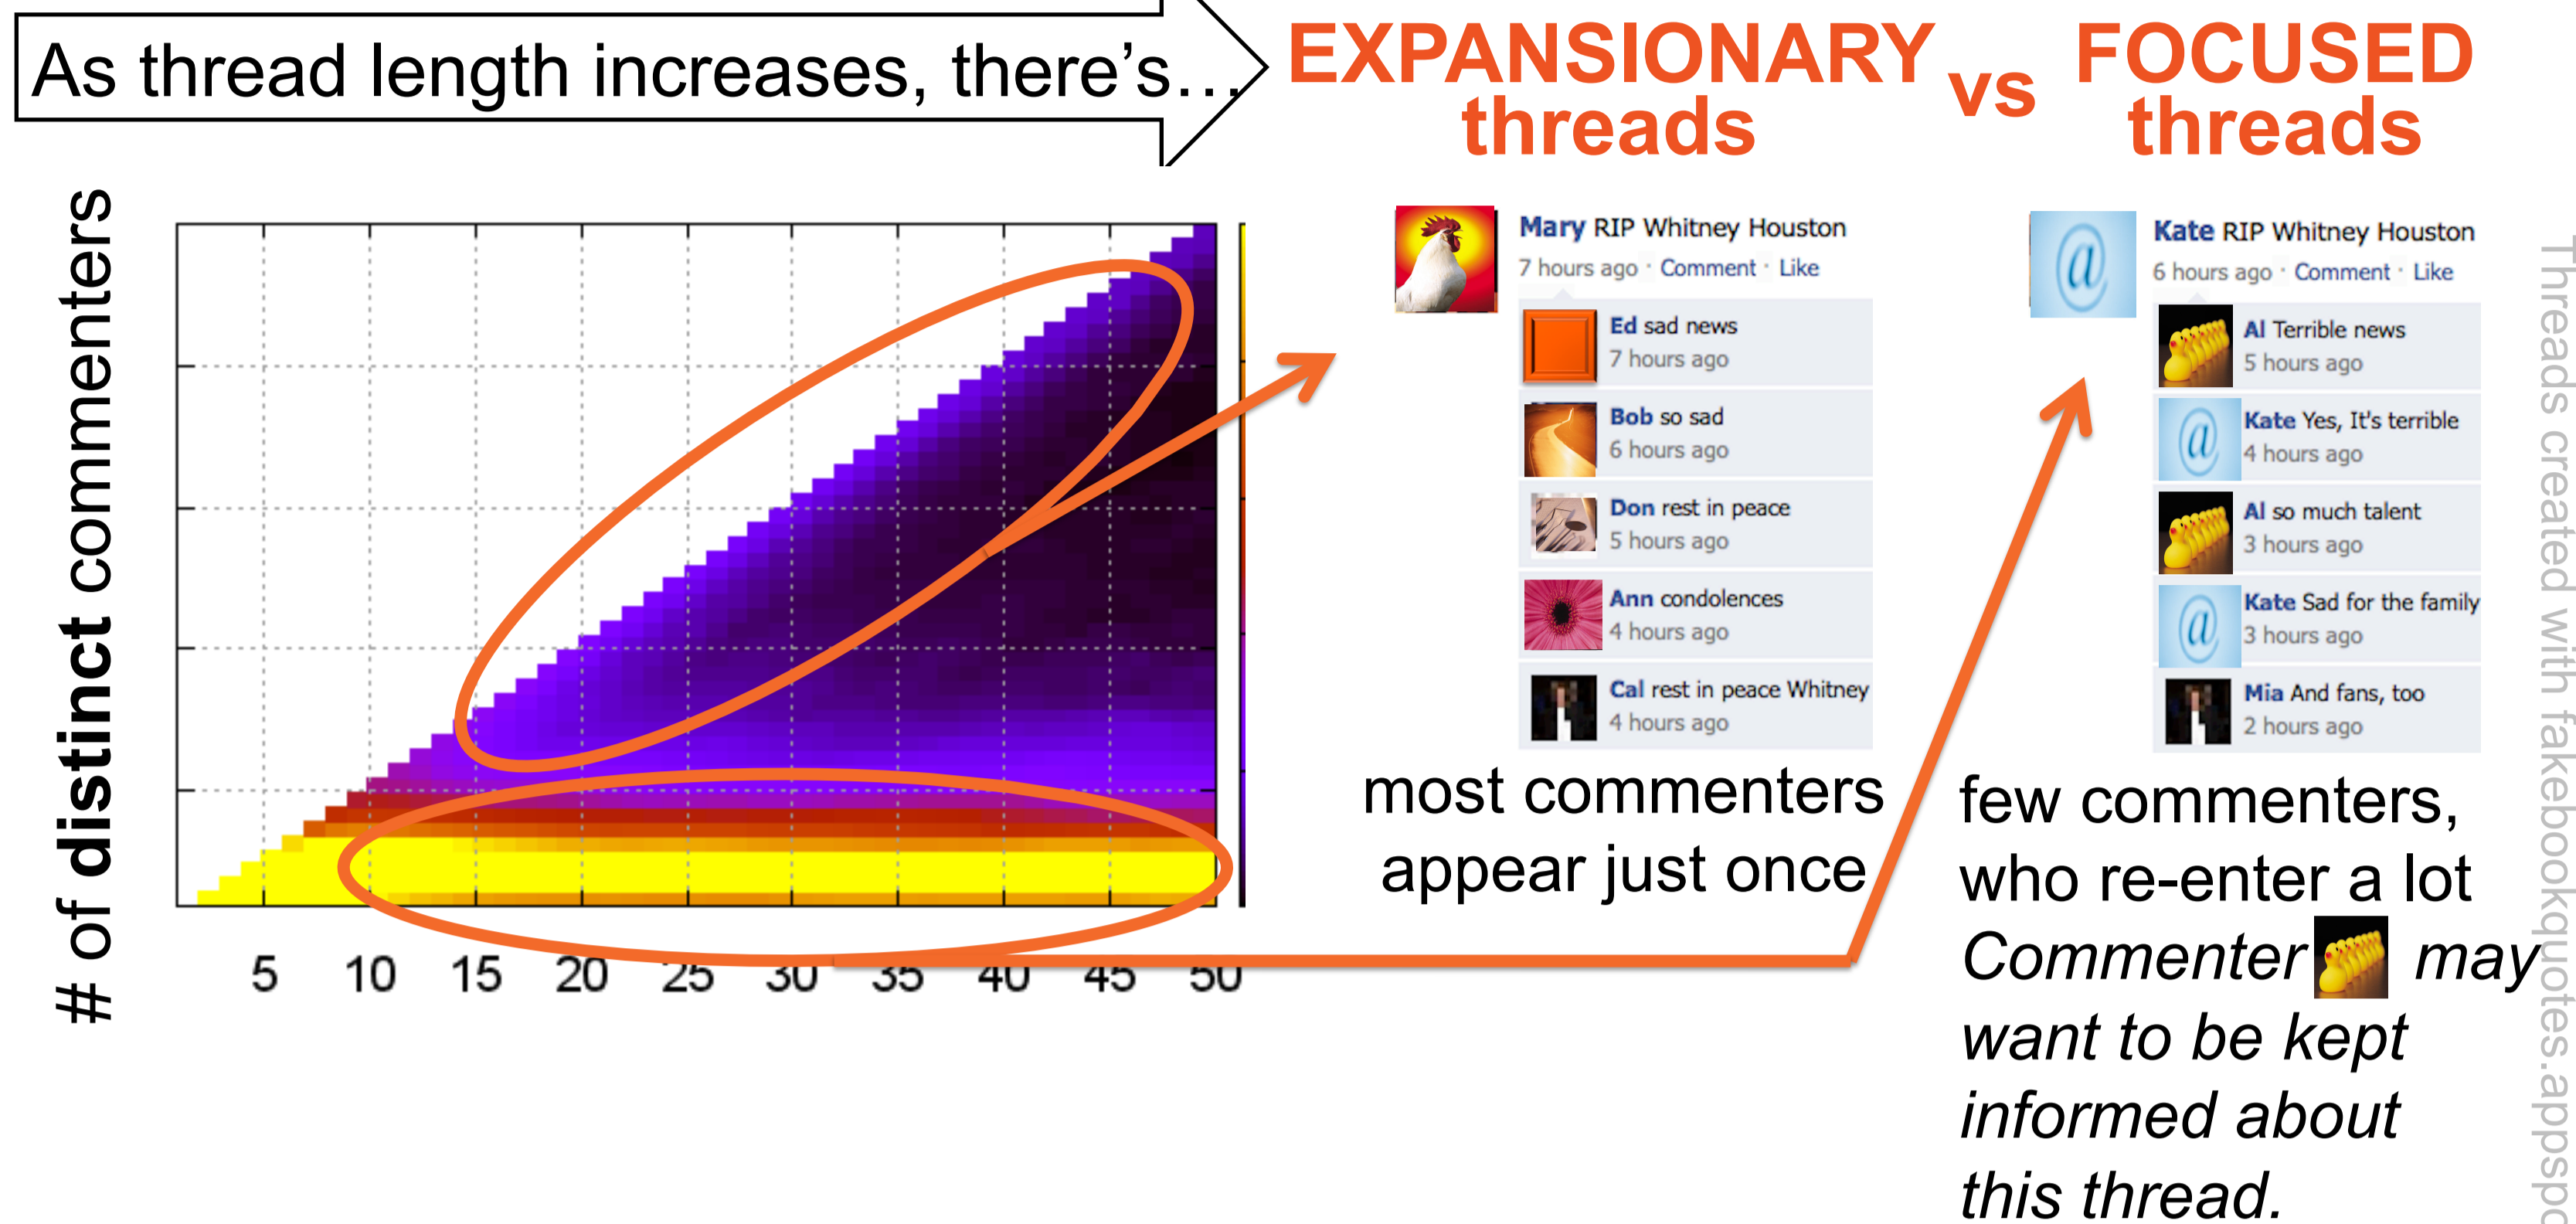 As thread length increases, there's...
EXPANSIONARY
threads
vs
FOCUSED
threads
# of distinct commenters
5 10 15 20 25 30 35 40 45 50
Mary RIP Whitney Houston
7 hours ago · Comment · Like
Ed sad news
7 hours ago
Bob so sad
6 hours ago
Don rest in peace
5 hours ago
Ann condolences
4 hours ago
Cal rest in peace Whitney
4 hours ago
most commenters
appear just once
Kate RIP Whitney Houston
6 hours ago · Comment · Like
Al Terrible news
5 hours ago
Kate Yes, It's terrible
4 hours ago
Al so much talent
3 hours ago
Kate Sad for the family
3 hours ago
Mia And fans, too
2 hours ago
few commenters,
who re-enter a lot
Commenter may
want to be kept
informed about
this thread.
Threads created with fakebookquotes.appspo